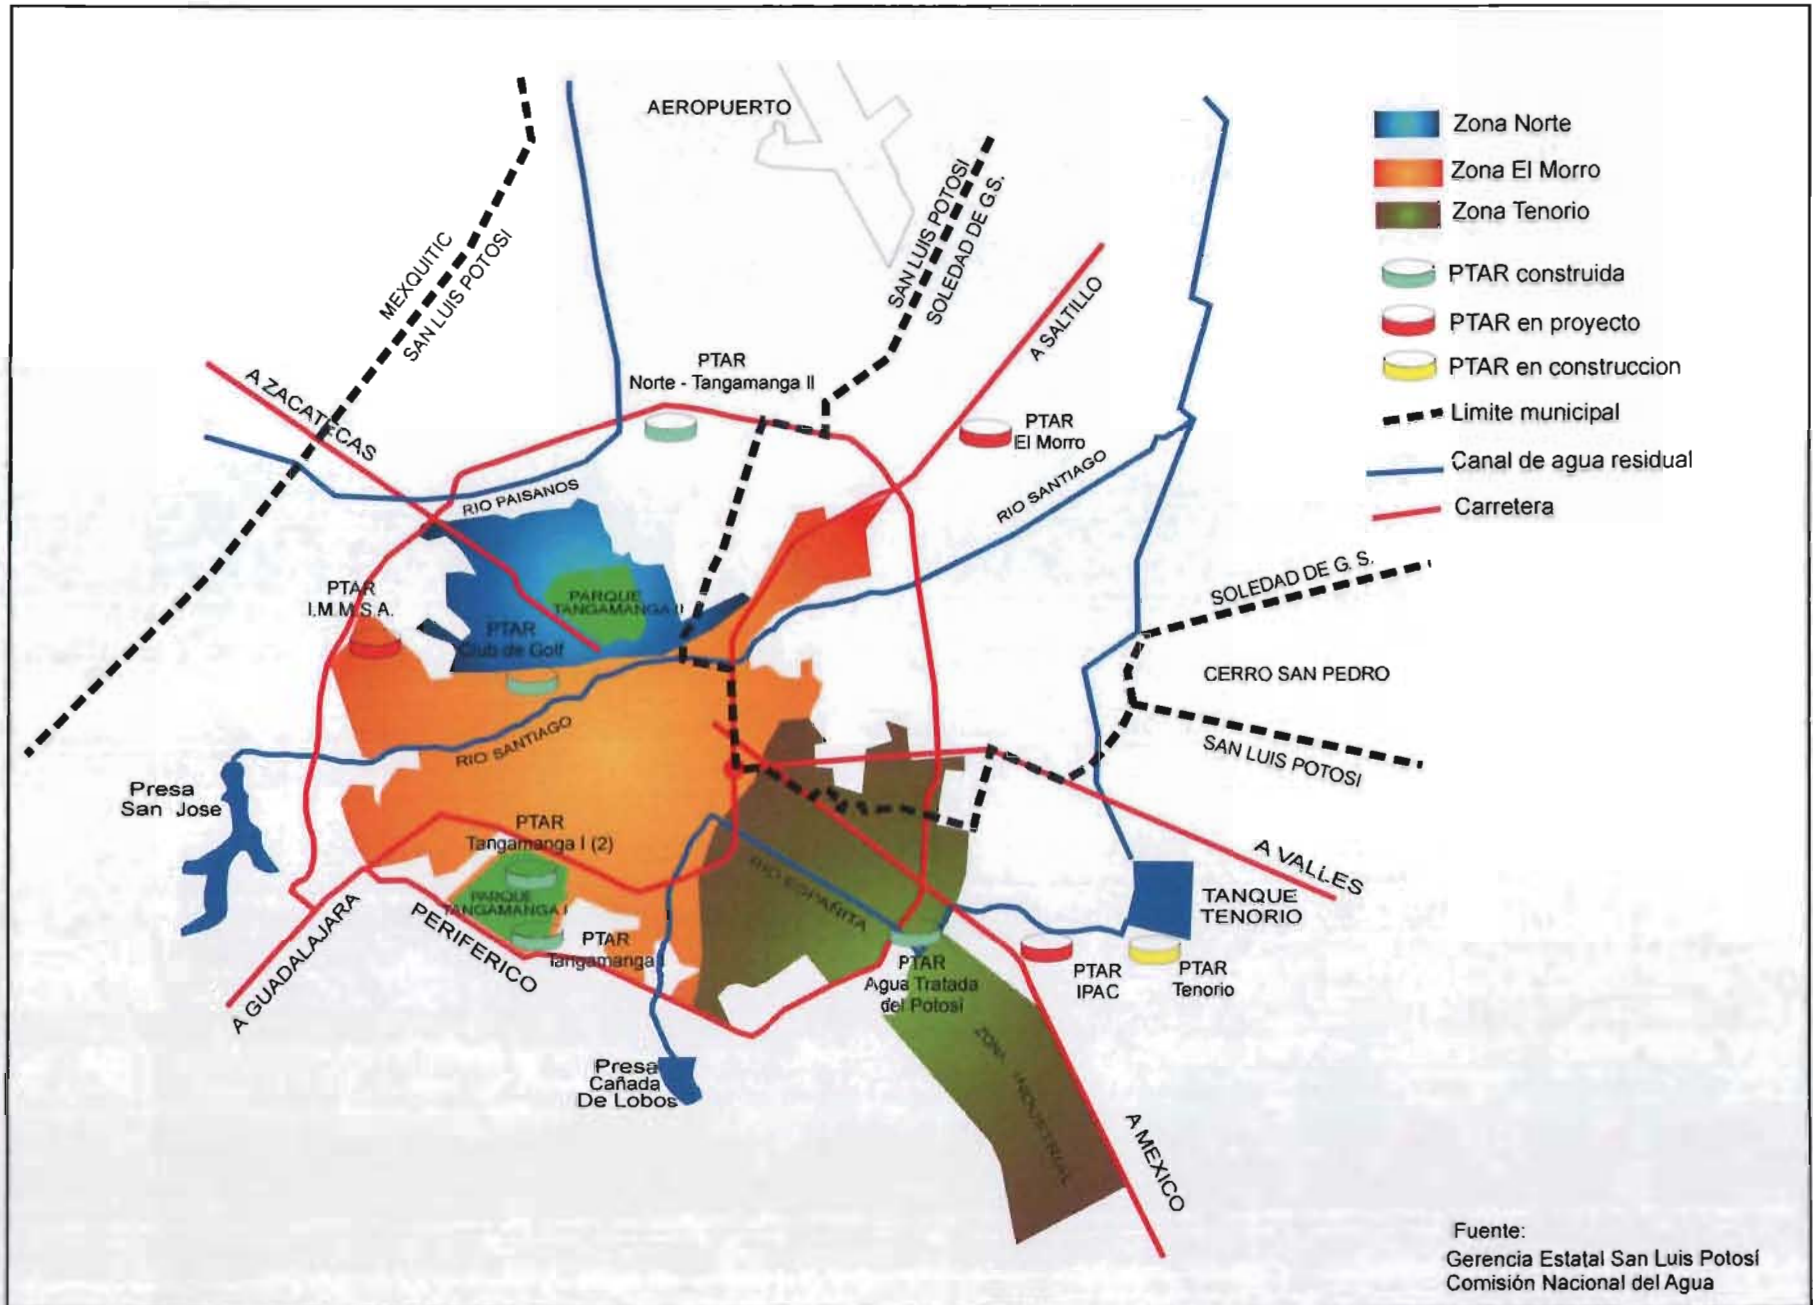 AEROPUERTO
MEXQUITIC
SAN LUIS POTOSI
SAN LUIS POTOSI
SOLEDAD DE G.S.
A SALTILLO
A ZACATECAS
PTAR
Norte - Tangamanga II
PTAR
El Morro
RIO PAISANOS
RIO SANTIAGO
PTAR
I.M.M.S.A.
PARQUE
TANGAMANGA II
PTAR
Club de Golf
SOLEDAD DE G. S.
CERRO SAN PEDRO
SAN LUIS POTOSI
RIO SANTIAGO
Presa
San Jose
PTAR
Tangamanga I (2)
PARQUE
TANGAMANGA I
RIO ESPAÑITA
A VALLES
TANQUE
TENORIO
A GUADALAJARA
PERIFERICO
PTAR
Tangamanga I
PTAR
Agua Tratada
del Potosí
PTAR
IPAC
PTAR
Tenorio
ZONA INDUSTRIAL
Presa
Cañada
De Lobos
A MEXICO
Zona Norte
Zona El Morro
Zona Tenorio
PTAR construida
PTAR en proyecto
PTAR en construccion
Limite municipal
Canal de agua residual
Carretera
Fuente:
Gerencia Estatal San Luis Potosí
Comisión Nacional del Agua